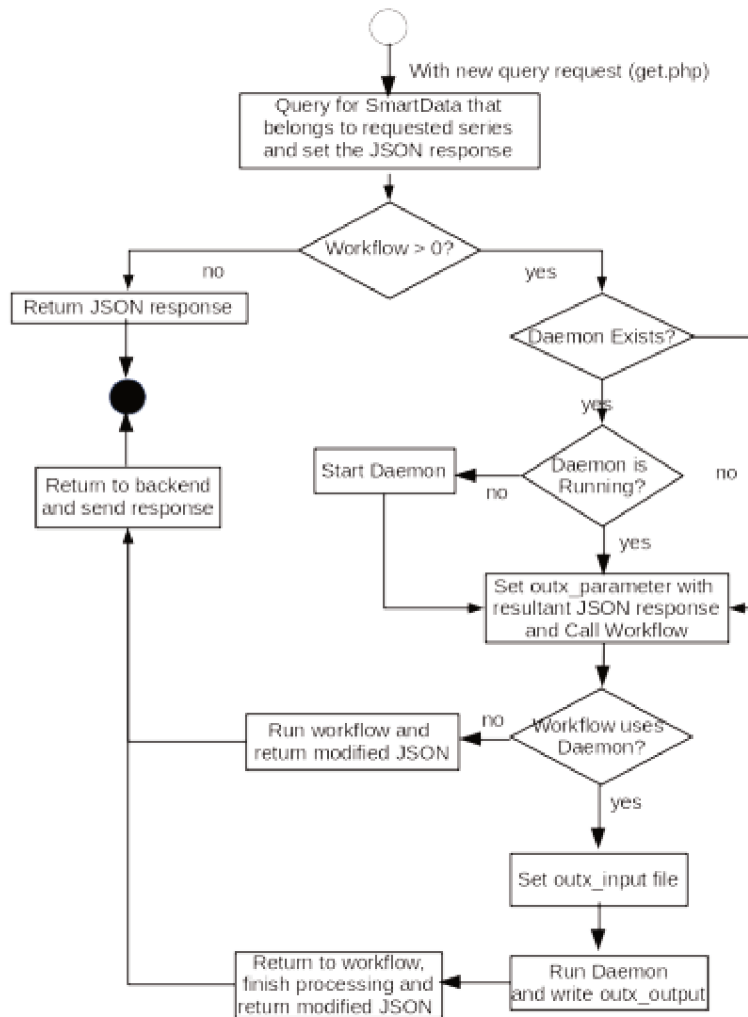 With new query request (get.php)
Query for SmartData that
belongs to requested series
and set the JSON response
Workflow > 0?
no
yes
Return JSON response
Daemon Exists?
yes
Return to backend
and send response
Start Daemon
no
Daemon is
Running?
no
yes
Set outx_parameter with
resultant JSON response
and Call Workflow
Run workflow and
return modified JSON
no
Workflow uses
Daemon?
yes
Set outx_input file
Return to workflow,
finish processing and
return modified JSON
Run Daemon
and write outx_output